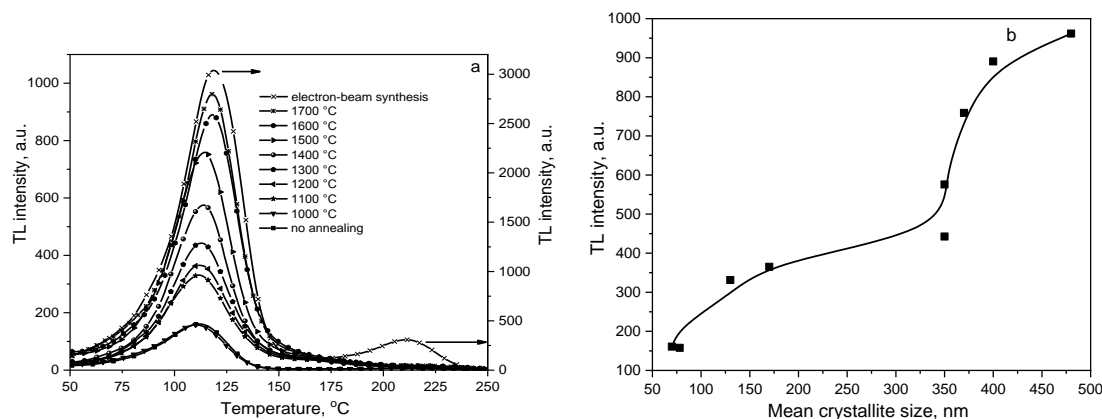 a
1000
800
600
400
200
0
TL intensity, a.u.
50
75
100
125
150
175
200
225
250
Temperature, °C
3000
2500
2000
1500
1000
500
0
TL intensity, a.u.
electron-beam synthesis
1700 °C
1600 °C
1500 °C
1400 °C
1300 °C
1200 °C
1100 °C
1000 °C
no annealing
b
1000
900
800
700
600
500
400
300
200
100
TL intensity, a.u.
50
100
150
200
250
300
350
400
450
500
Mean crystallite size, nm